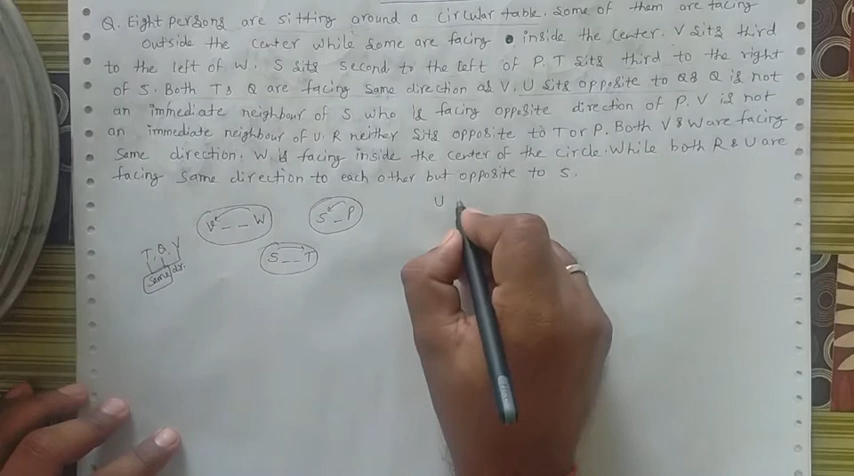 Q. Eight persons are sitting around a circular table. Some of them are facing
outside the center while some are facing inside the center. V sits third
to the left of W. S sits second to the left of P. T sits third to the right
of S. Both T & Q are facing same direction as V. U sits opposite to Q & Q is not
an immediate neighbour of S who is facing opposite direction of P. V is not
an immediate neighbour of U. R neither sits opposite to T or P. Both V & W are facing
same direction. W is facing inside the center of the circle. While both R & U are
facing same direction to each other but opposite to S.
V _ _ W
S _ P
U
T, Q, V
same dir.
S _ _ T